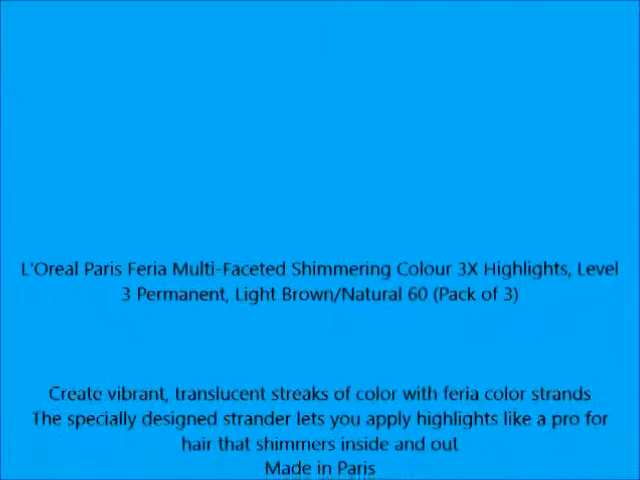 L'Oreal Paris Feria Multi-Faceted Shimmering Colour 3X Highlights, Level
3 Permanent, Light Brown/Natural 60 (Pack of 3)
Create vibrant, translucent streaks of color with feria color strands
The specially designed strander lets you apply highlights like a pro for
hair that shimmers inside and out
Made in Paris